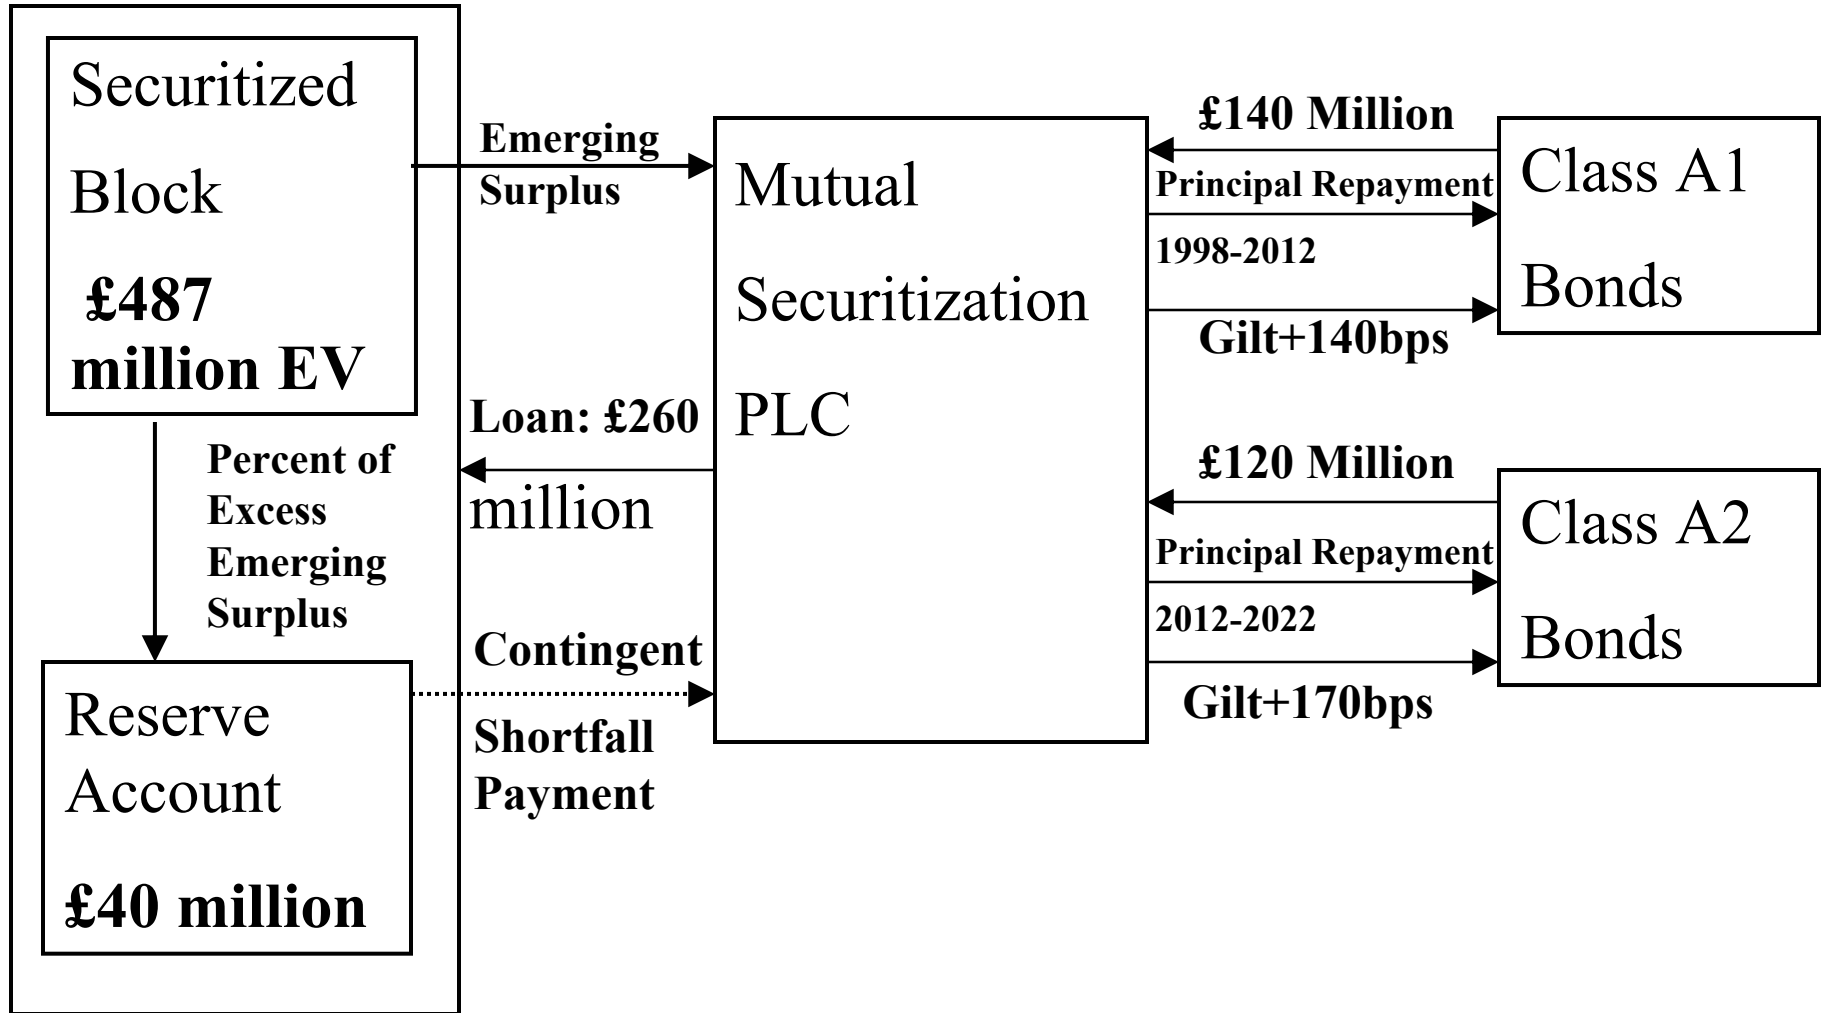 Securitized
Block
£487
million EV
Percent of
Excess
Emerging
Surplus
Reserve
Account
£40 million
Emerging
Surplus
Loan: £260
million
Contingent
Shortfall
Payment
Mutual
Securitization
PLC
£140 Million
Principal Repayment
1998-2012
Gilt+140bps
£120 Million
Principal Repayment
2012-2022
Gilt+170bps
Class A1
Bonds
Class A2
Bonds